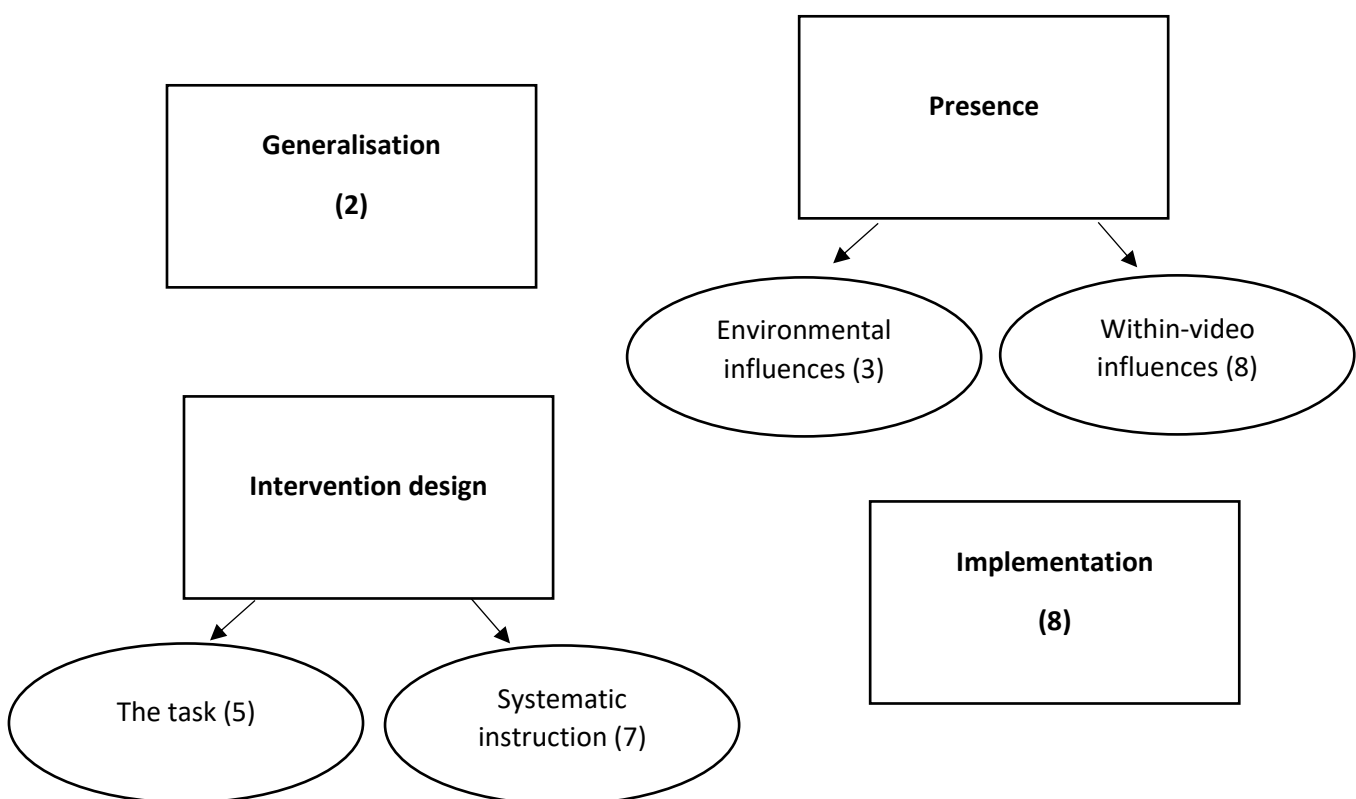 Presence
Generalisation
(2)
Environmental
influences (3)
Within-video
influences (8)
Intervention design
Implementation
(8)
The task (5)
Systematic
instruction (7)